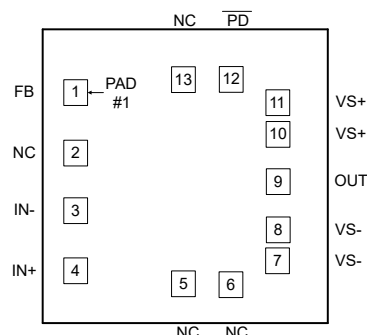 NC PD
13 12
FB 1 PAD #1
11 VS+
10 VS+
NC 2
9 OUT
IN- 3
8 VS-
7 VS-
IN+ 4
5 6
NC NC